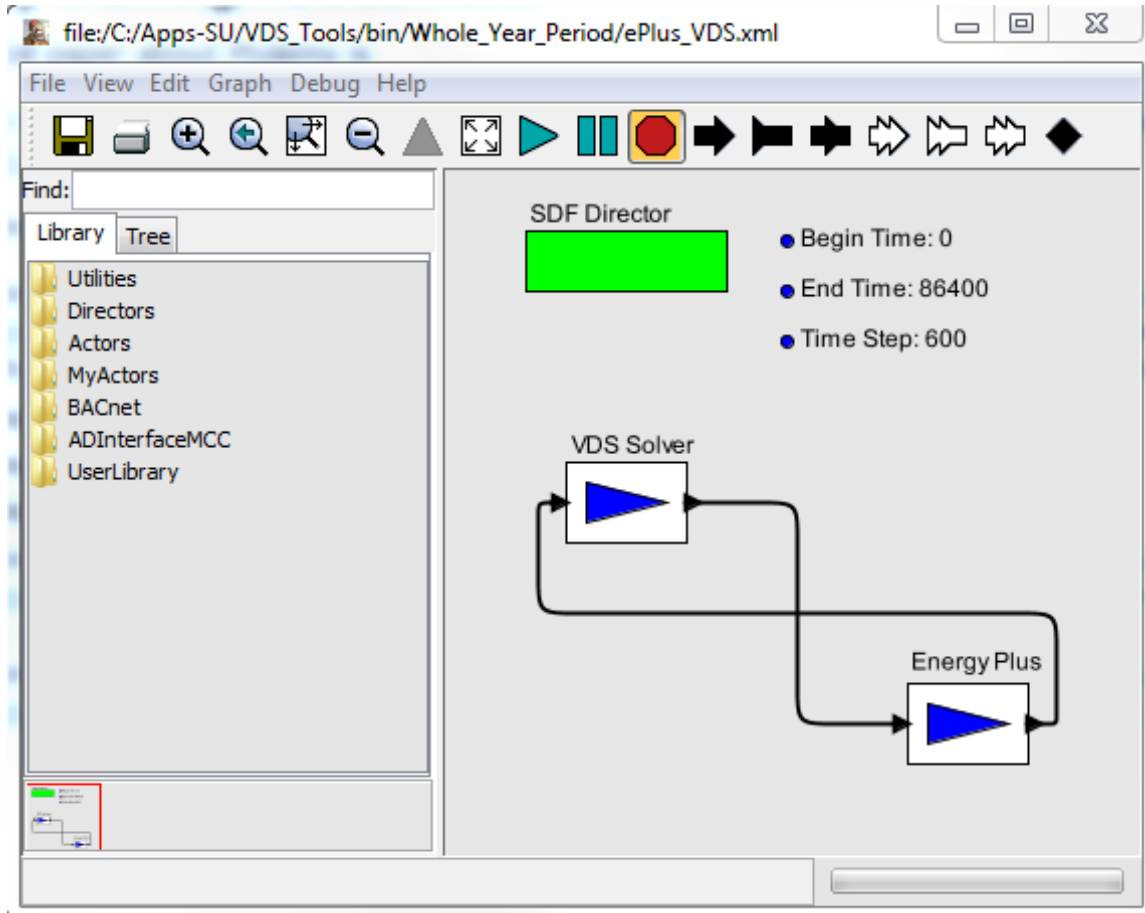 file:/C:/Apps-SU/VDS_Tools/bin/Whole_Year_Period/ePlus_VDS.xml
File View Edit Graph Debug Help
Find:
Library Tree
Utilities
Directors
Actors
MyActors
BACnet
ADInterfaceMCC
UserLibrary
SDF Director
Begin Time: 0
End Time: 86400
Time Step: 600
VDS Solver
Energy Plus